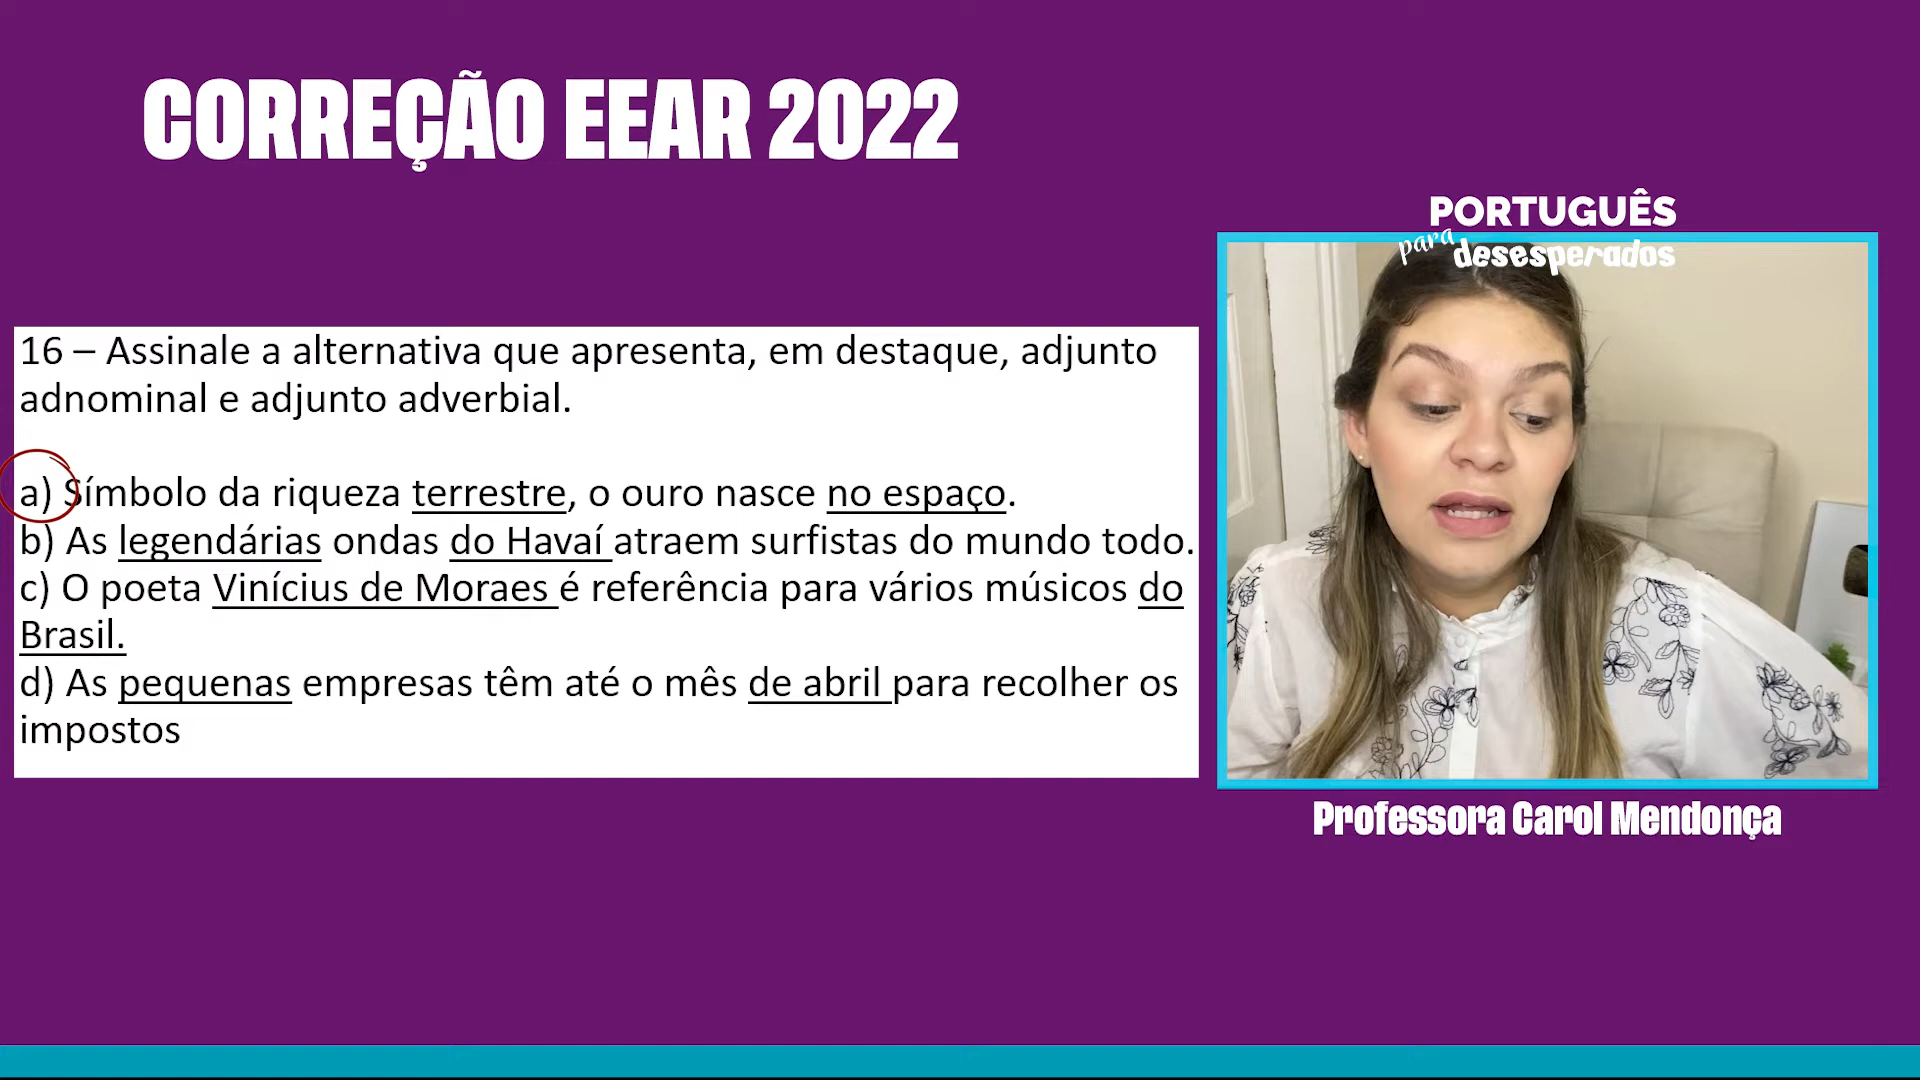 CORREÇÃO EEAR 2022
PORTUGUÊS
para desesperados
16 – Assinale a alternativa que apresenta, em destaque, adjunto
adnominal e adjunto adverbial.
a) Símbolo da riqueza terrestre, o ouro nasce no espaço.
b) As legendárias ondas do Havaí atraem surfistas do mundo todo.
c) O poeta Vinícius de Moraes é referência para vários músicos do
Brasil.
d) As pequenas empresas têm até o mês de abril para recolher os
impostos
Professora Carol Mendonça